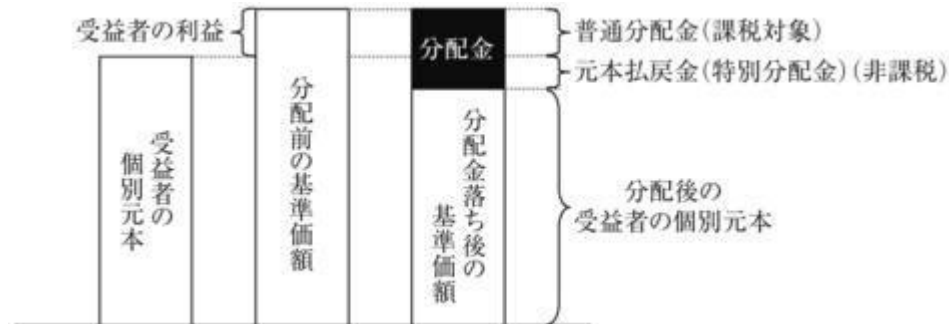 受益者の利益
分配金
普通分配金(課税対象)
元本払戻金(特別分配金)(非課税)
受益者の
個別元本
分配前の基準価額
分配金落ち後の
基準価額
分配後の
受益者の個別元本